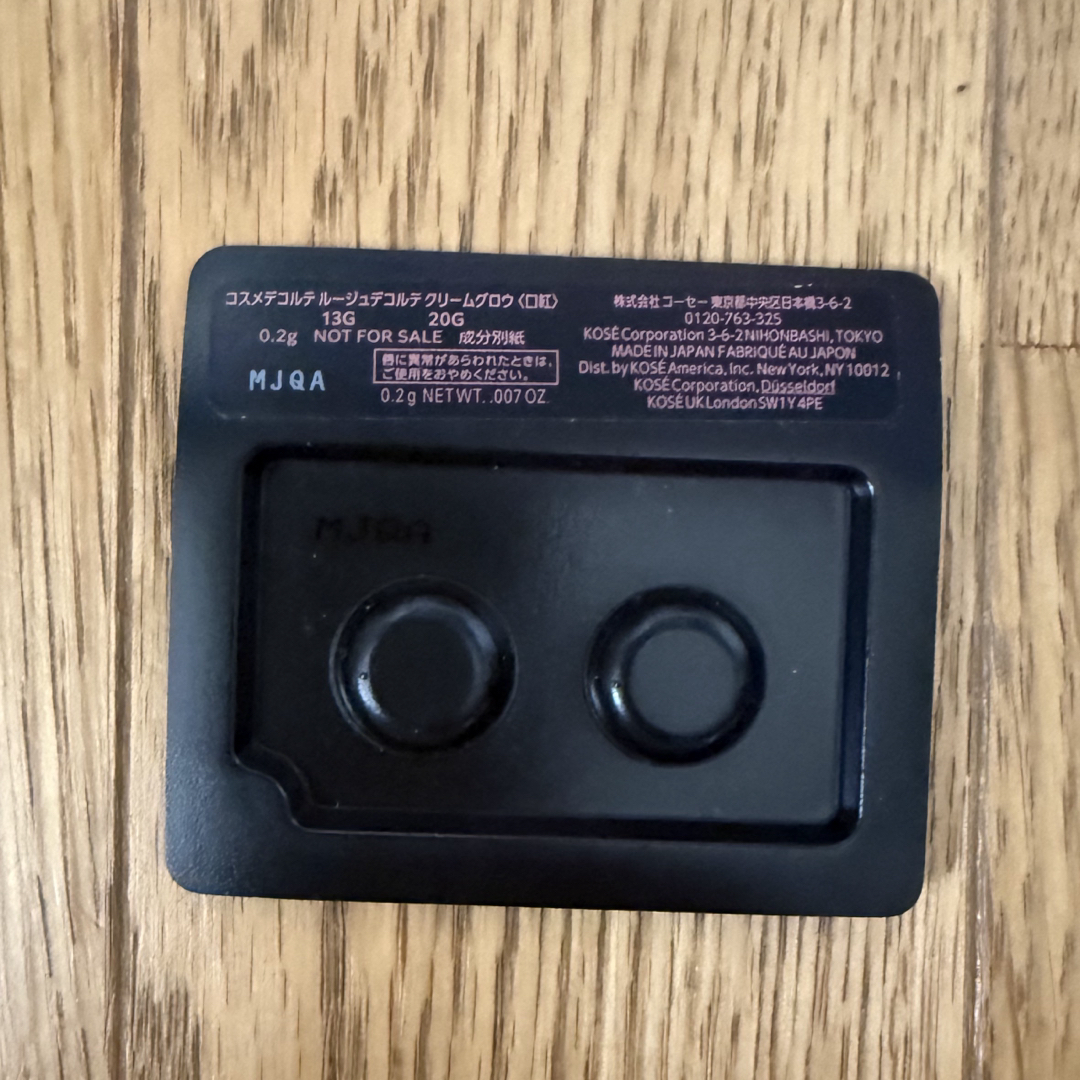 コスメデコルテ ルージュデコルテ クリームグロウ〈口紅〉
13G 20G
0.2g NOT FOR SALE 成分別紙
唇に異常があらわれたときは、
ご使用をおやめください。
MJQA
0.2g NET WT. .007 OZ.
株式会社 コーセー 東京都中央区日本橋3-6-2
0120-763-325
KOSÉ Corporation 3-6-2 NIHONBASHI, TOKYO
MADE IN JAPAN FABRIQUÉ AU JAPON
Dist. by KOSÉ America, Inc. New York, NY 10012
KOSÉ Corporation, Düsseldorf
KOSÉ UK London SW1Y 4PE
MJQA